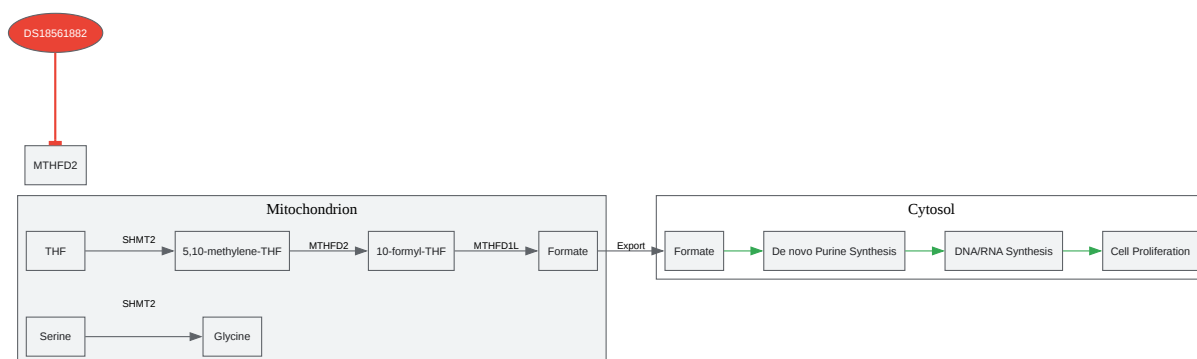 DS18561882
MTHFD2
Mitochondrion
Cytosol
THF
SHMT2
5,10-methylene-THF
MTHFD2
10-formyl-THF
MTHFD1L
Formate
Export
Formate
De novo Purine Synthesis
DNA/RNA Synthesis
Cell Proliferation
SHMT2
Serine
Glycine